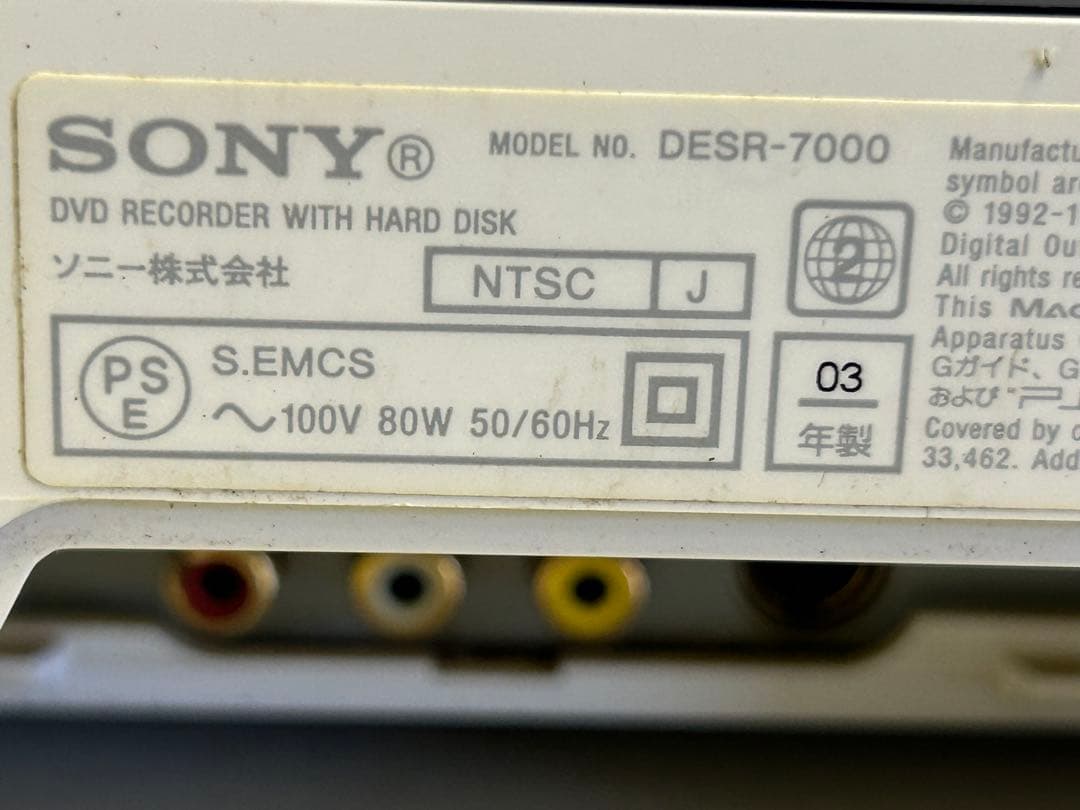 SONY®
MODEL NO. DESR-7000
DVD RECORDER WITH HARD DISK
ソニー株式会社
NTSC J
2
PSE
S.EMCS
~100V 80W 50/60Hz
03
年製
Manufactu
symbol ar
© 1992-1
Digital Ou
All rights re
This MAC
Apparatus
Gガイド、G
および
Covered by
33,462. Add